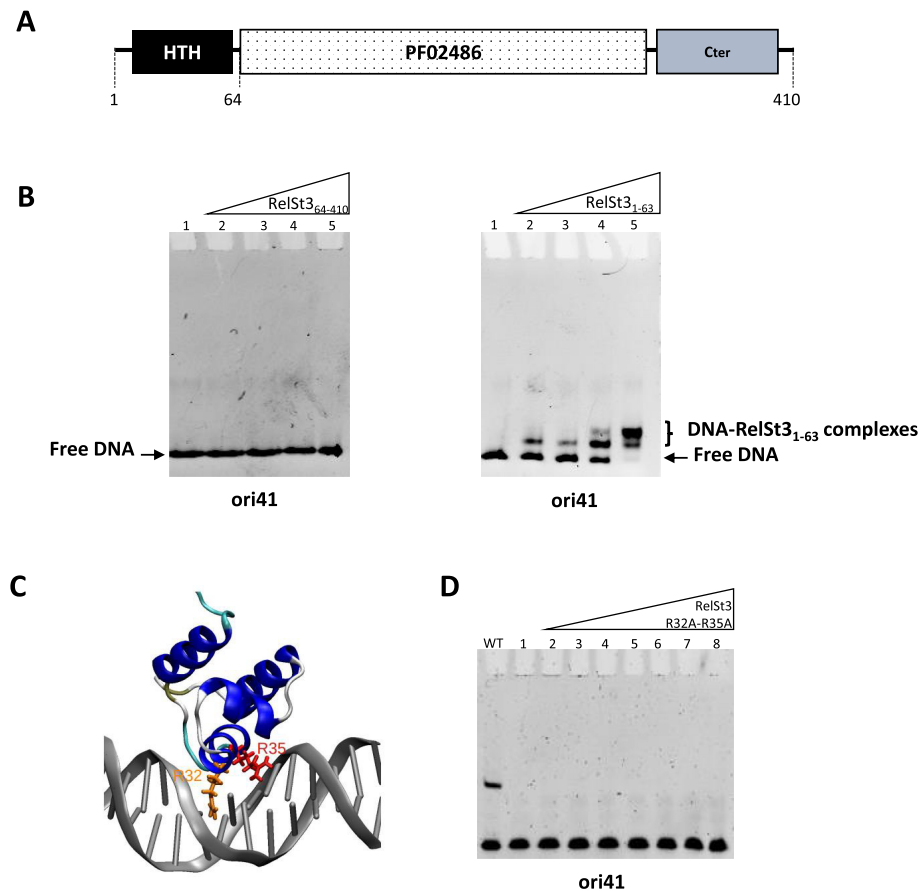 A
HTH
PF02486
Cter
1
64
410
B
RelSt3 64-410
1 2 3 4 5
Free DNA
ori41
RelSt3 1-63
1 2 3 4 5
DNA-RelSt3 1-63 complexes
Free DNA
ori41
C
R35
R32
D
RelSt3
R32A-R35A
WT 1 2 3 4 5 6 7 8
ori41